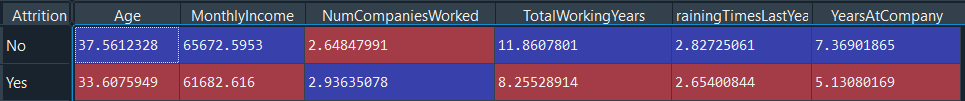 Attrition Age MonthlyIncome NumCompaniesWorked TotalWorkingYears rainingTimesLastYea YearsAtCompany
No 37.5612328 65672.5953 2.64847991 11.8607801 2.82725061 7.36901865
Yes 33.6075949 61682.616 2.93635078 8.25528914 2.65400844 5.13080169